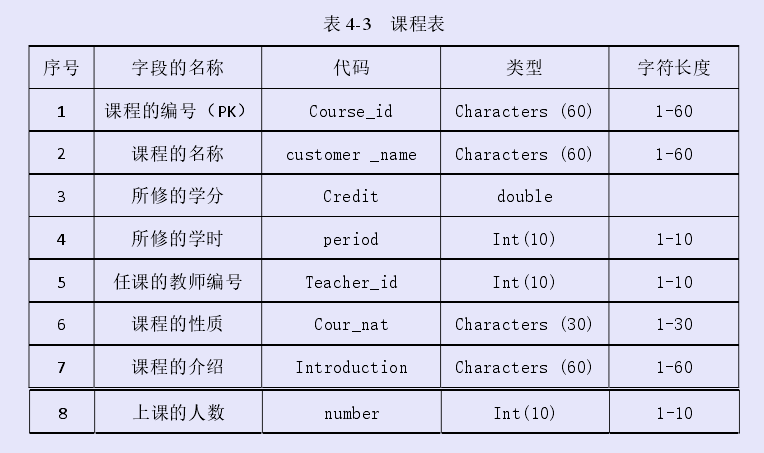 表 4-3 课程表
序号 字段的名称 代码 类型 字符长度
1 课程的编号（PK） Course_id Characters (60) 1-60
2 课程的名称 customer _name Characters (60) 1-60
3 所修的学分 Credit double
4 所修的学时 period Int(10) 1-10
5 任课的教师编号 Teacher_id Int(10) 1-10
6 课程的性质 Cour_nat Characters (30) 1-30
7 课程的介绍 Introduction Characters (60) 1-60
8 上课的人数 number Int(10) 1-10